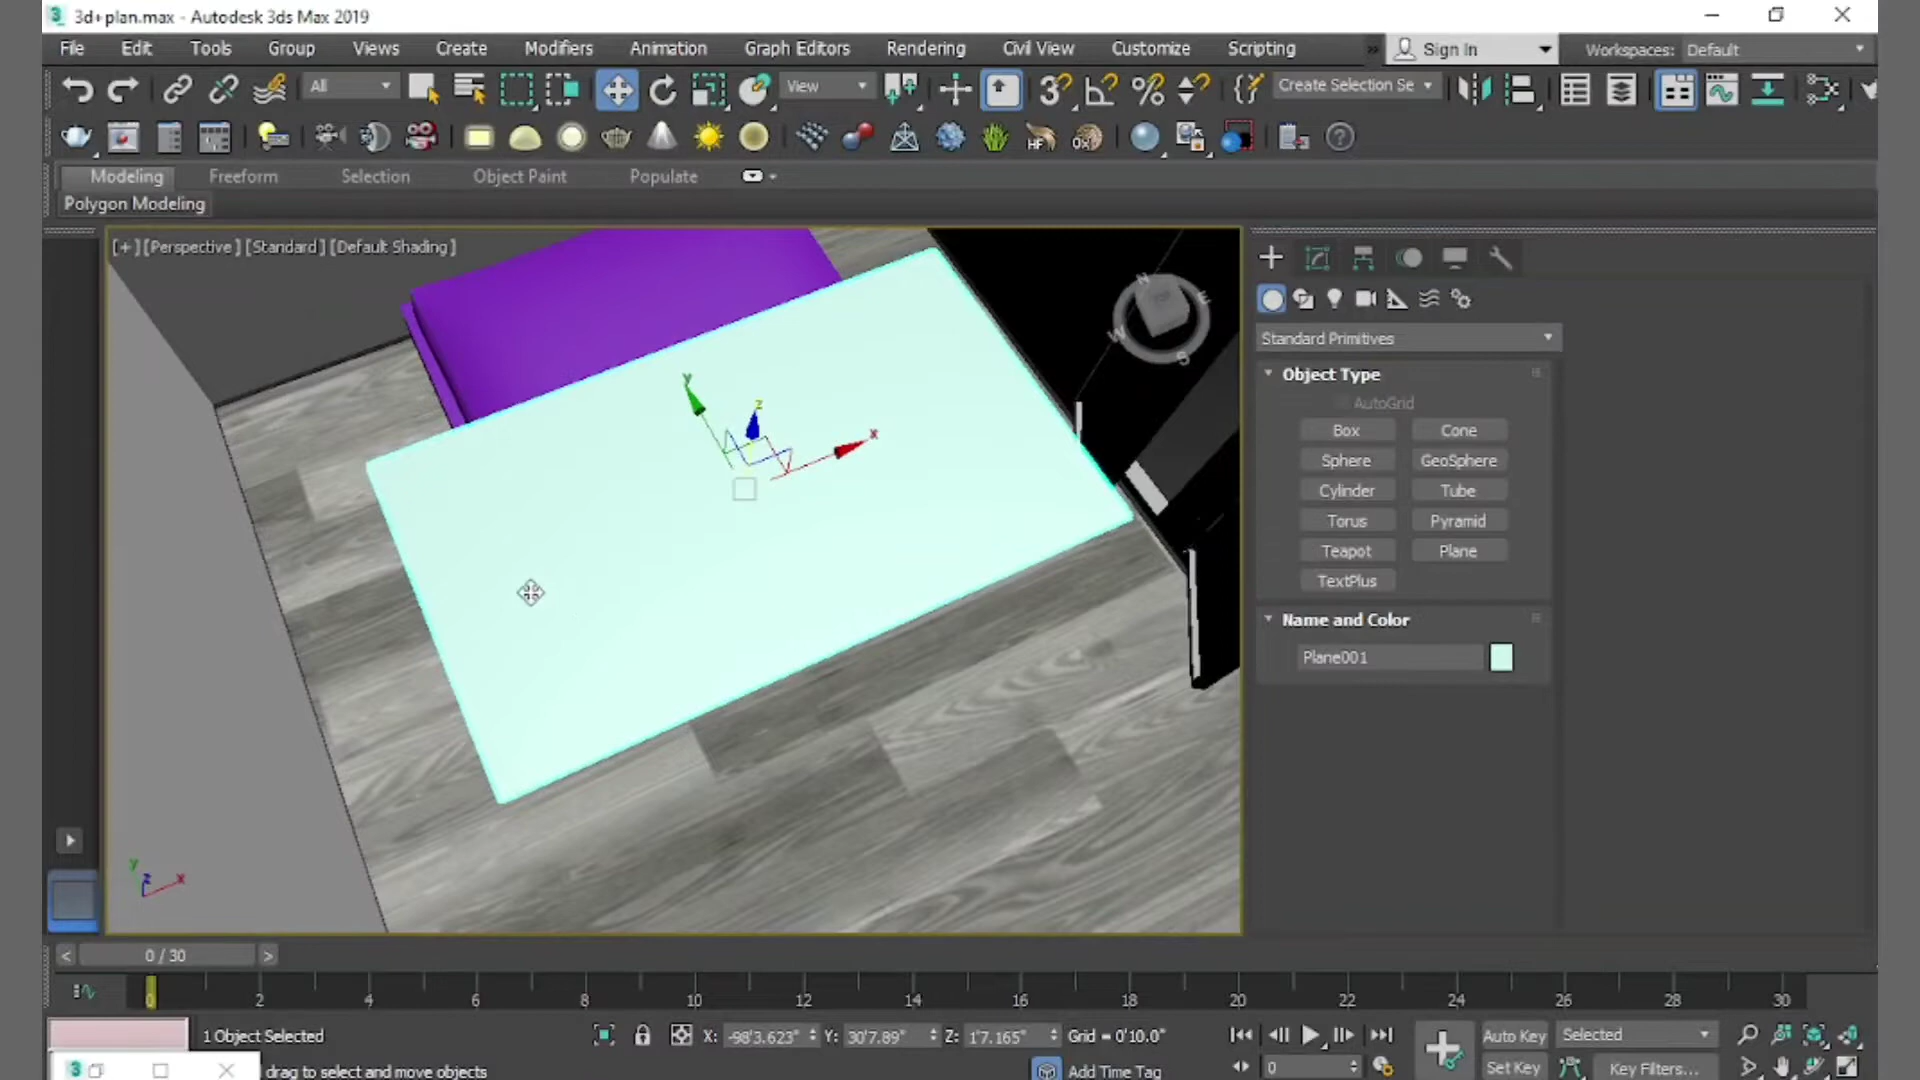 3d+plan.max - Autodesk 3ds Max 2019
File Edit Tools Group Views Create Modifiers Animation Graph Editors Rendering Civil View Customize Scripting » Sign In Workspaces: Default
All View Create Selection Se
Modeling Freeform Selection Object Paint Populate
Polygon Modeling
[+] [Perspective ] [Standard ] [Default Shading ]
Standard Primitives
Object Type
AutoGrid
Box Cone
Sphere GeoSphere
Cylinder Tube
Torus Pyramid
Teapot Plane
TextPlus
Name and Color
Plane001
N E W S
y z x
y z x
< 0 / 30 >
0 2 4 6 8 10 12 14 16 18 20 22 24 26 28 30
1 Object Selected X: -98'3.623" Y: 30'7.89" Z: 1'7.165" Grid = 0'10.0" Auto Key Selected
drag to select and move objects Add Time Tag 0 Set Key Key Filters...